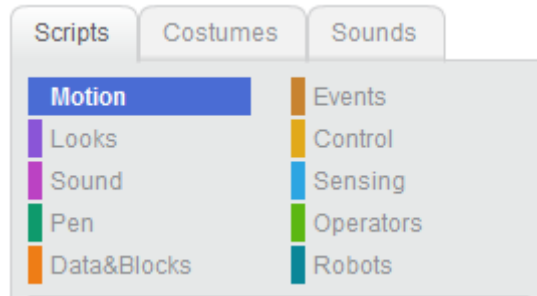 Scripts Costumes Sounds
Motion Events
Looks Control
Sound Sensing
Pen Operators
Data&Blocks Robots